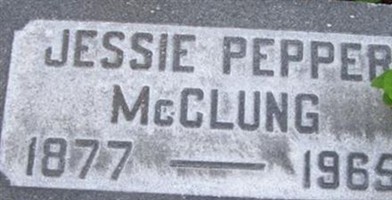 JESSIE PEPPER
McCLUNG
1877 — 1965